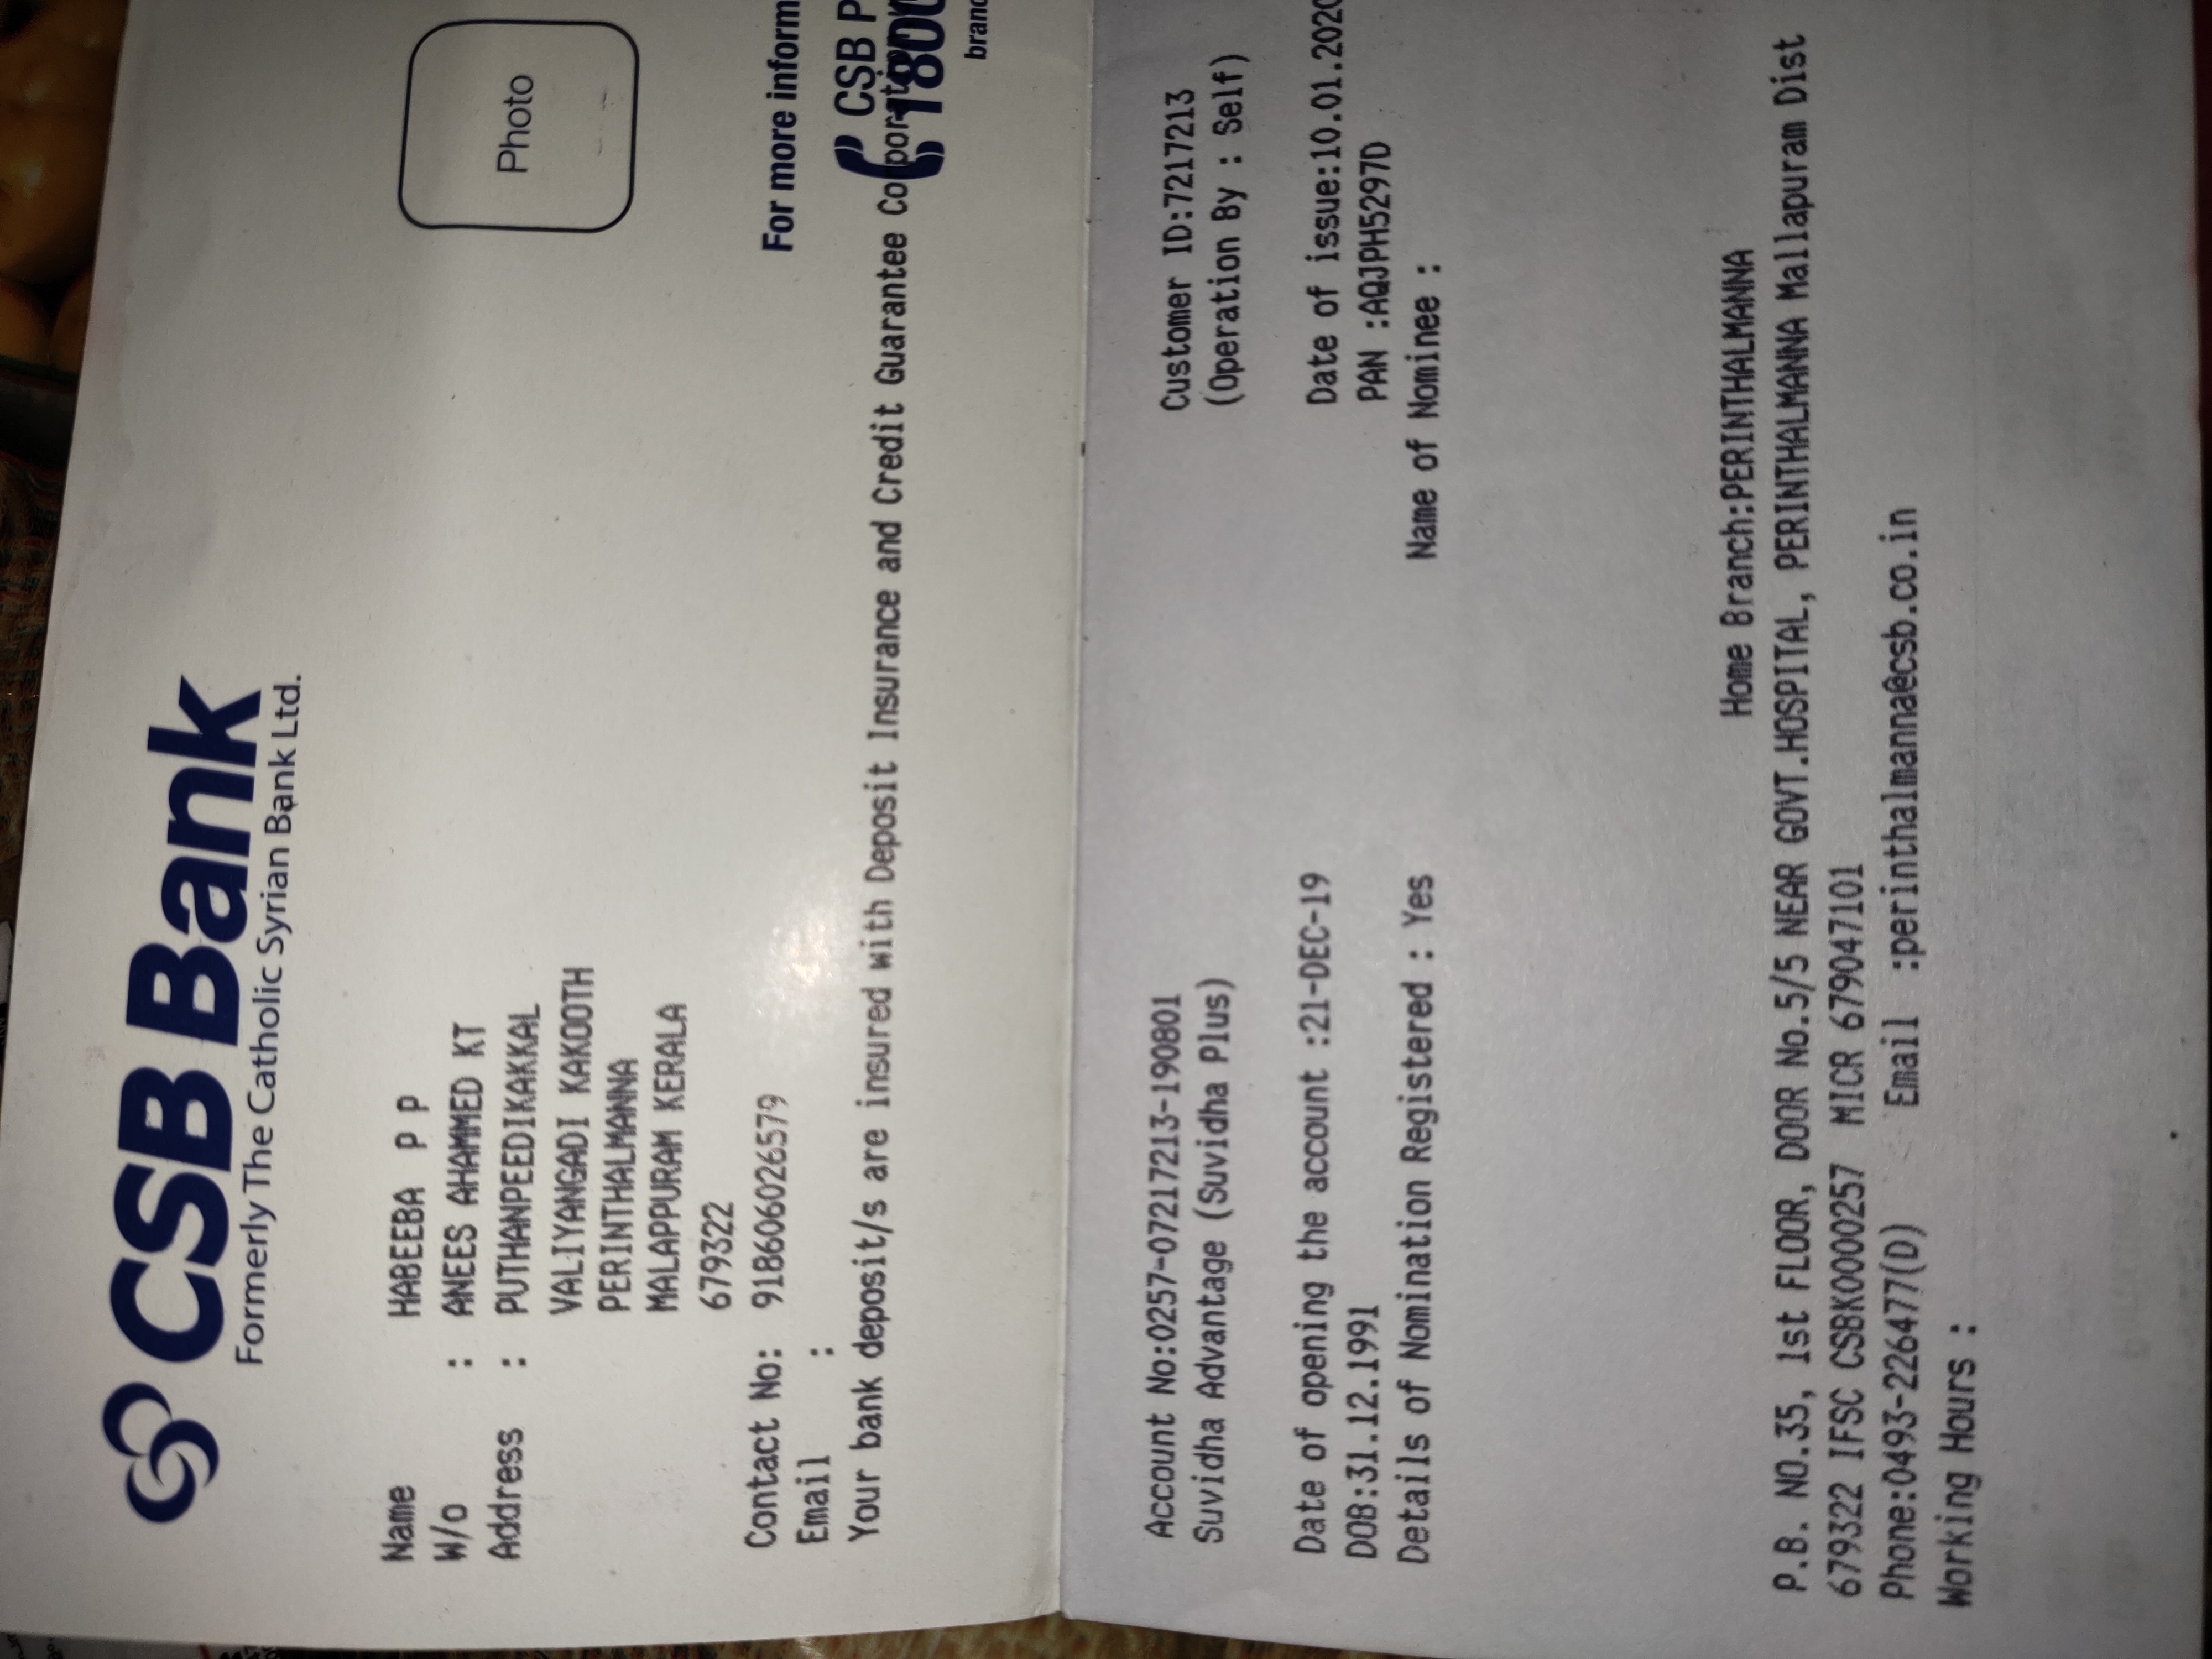 CSB Bank
Formerly The Catholic Syrian Bank Ltd.
Photo
Name HABEEBA P P
W/o : ANEES AHAMMED KT
Address : PUTHANPEEDIKAKKAL
VALIYANGADI KAKOOTH
PERINTHALMANNA
MALAPPURAM KERALA
679322
For more inform
Contact No: 918606026579
CSB P
Email :
1800
Your bank deposit/s are insured with Deposit Insurance and Credit Guarantee Corporation
branc
Account No:0257-07217213-190801 Customer ID:7217213
Suvidha Advantage (Suvidha Plus) (Operation By : Self)
Date of opening the account :21-DEC-19 Date of issue:10.01.2020
DOB:31.12.1991 PAN :AQJPH5297D
Details of Nomination Registered : Yes Name of Nominee :
Home Branch:PERINTHALMANNA
P.B. NO.35, 1st FLOOR, DOOR No.5/5 NEAR GOVT.HOSPITAL, PERINTHALMANNA Mallapuram Dist
679322 IFSC CSBK0000257 MICR 679047101
Phone:0493-226477(D) Email :perinthalmanna@csb.co.in
Working Hours :